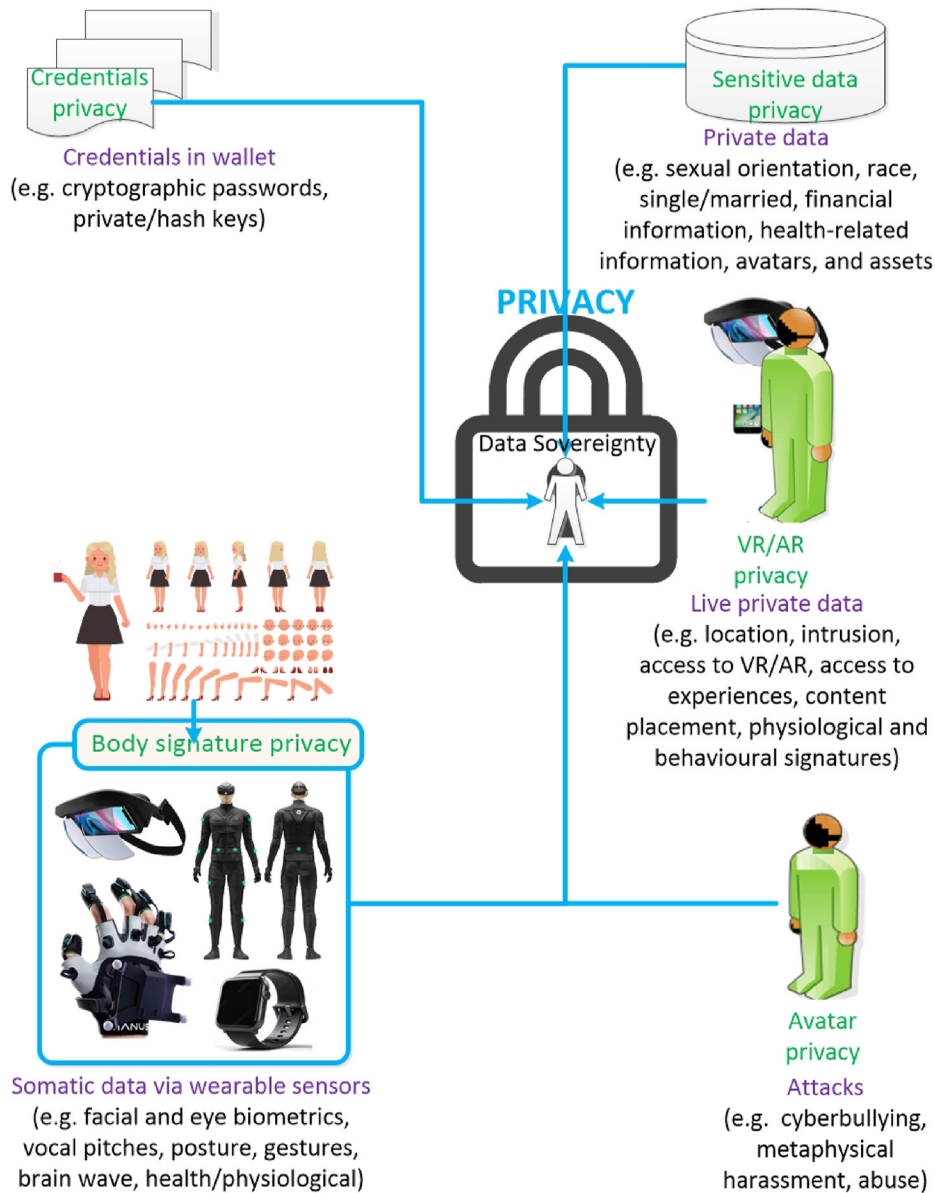 Credentials
privacy
Credentials in wallet
(e.g. cryptographic passwords,
private/hash keys)
Sensitive data
privacy
Private data
(e.g. sexual orientation, race,
single/married, financial
information, health-related
information, avatars, and assets
PRIVACY
Data Sovereignty
VR/AR
privacy
Live private data
(e.g. location, intrusion,
access to VR/AR, access to
experiences, content
placement, physiological and
behavioural signatures)
Body signature privacy
MANUS
Somatic data via wearable sensors
(e.g. facial and eye biometrics,
vocal pitches, posture, gestures,
brain wave, health/physiological)
Avatar
privacy
Attacks
(e.g. cyberbullying,
metaphysical
harassment, abuse)